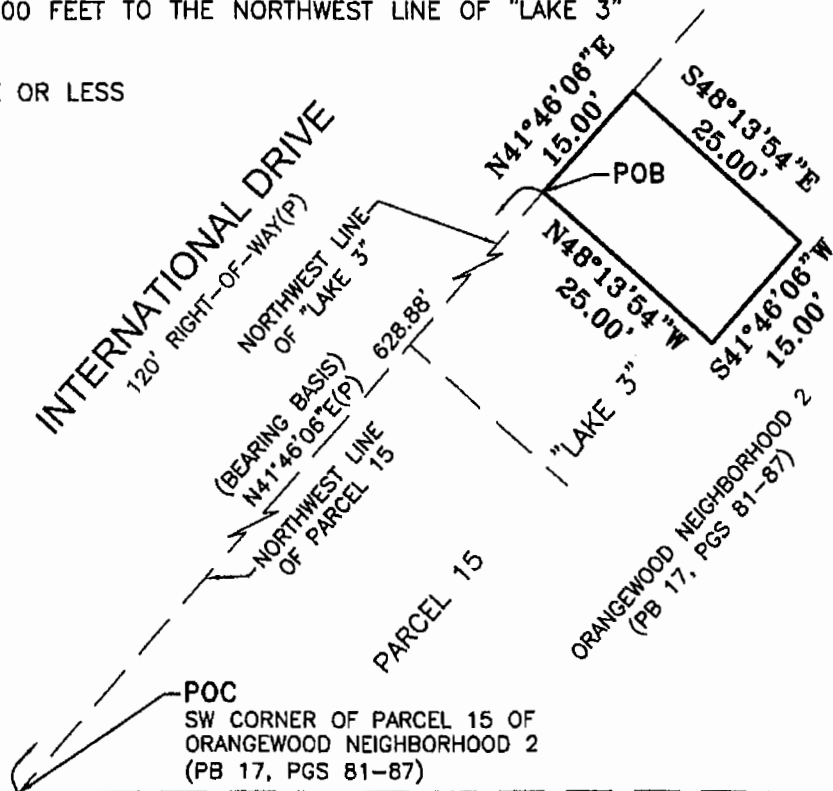 00 FEET TO THE NORTHWEST LINE OF "LAKE 3"
OR LESS
INTERNATIONAL DRIVE
120' RIGHT-OF-WAY(P)
N41°46'06"E
15.00'
S48°13'54"E
25.00'
POB
NORTHWEST LINE
OF "LAKE 3"
N48°13'54"W
25.00'
S41°46'06"W
15.00'
628.88'
(BEARING BASIS)
N41°46'06"E(P)
NORTHWEST LINE
OF PARCEL 15
"LAKE 3"
PARCEL 15
ORANGEWOOD NEIGHBORHOOD 2
(PB 17, PGS 81-87)
POC
SW CORNER OF PARCEL 15 OF
ORANGEWOOD NEIGHBORHOOD 2
(PB 17, PGS 81-87)